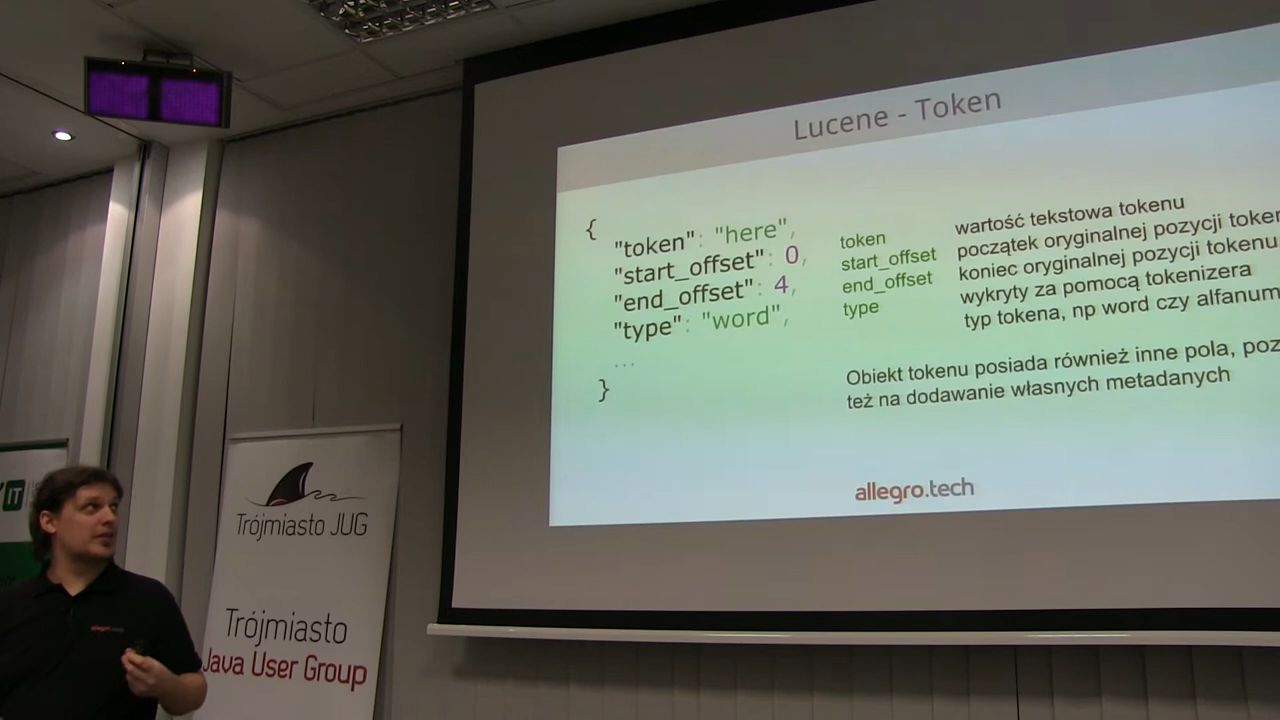 Lucene - Token
{
"token": "here",
"start_offset": 0,
"end_offset": 4,
"type": "word",
...
}
token
start_offset
end_offset
type
wartość tekstowa tokenu
początek oryginalnej pozycji
koniec oryginalnej pozycji tokenu
wykryty za pomocą tokenizera
typ tokena, np word czy
Obiekt tokenu posiada również inne pola,
też na dodawanie własnych metadanych
allegro.tech
IT
Trójmiasto JUG
Trójmiasto
Java User Group